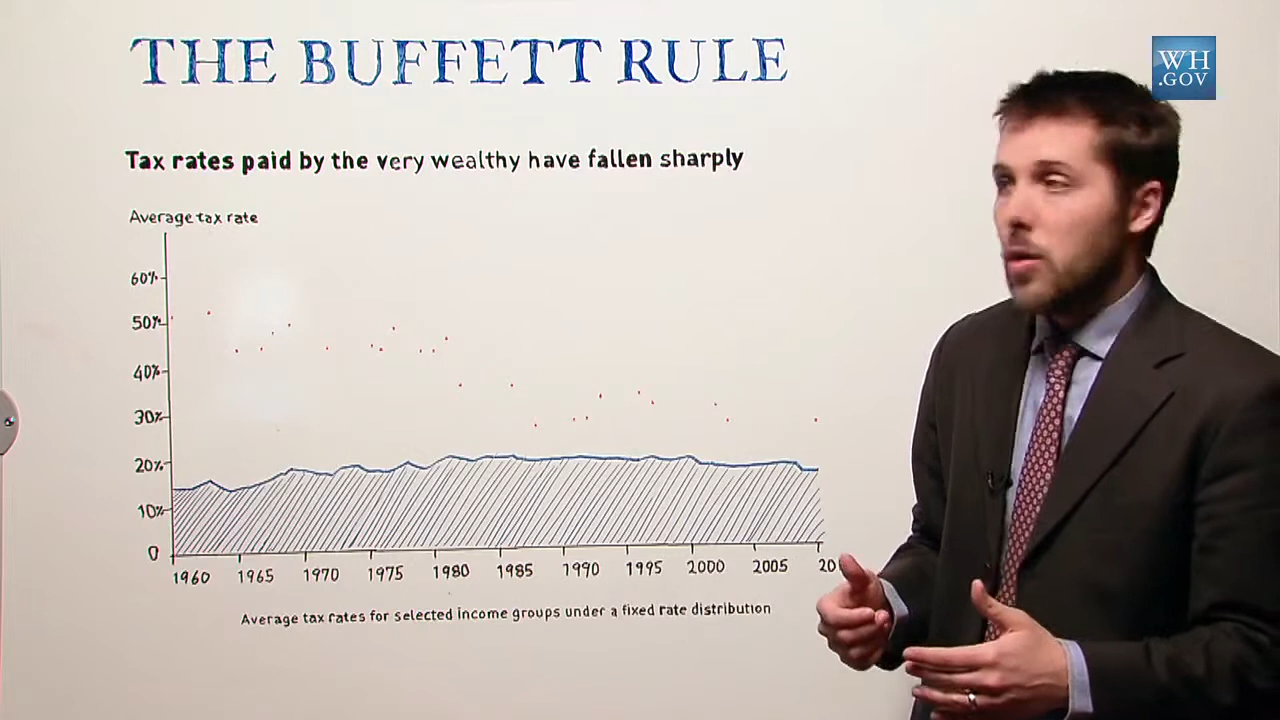 THE BUFFETT RULE
WH
.GOV
Tax rates paid by the very wealthy have fallen sharply
Average tax rate
60%
50%
40%
30%
20%
10%
0
1960 1965 1970 1975 1980 1985 1990 1995 2000 2005 20
Average tax rates for selected income groups under a fixed rate distribution